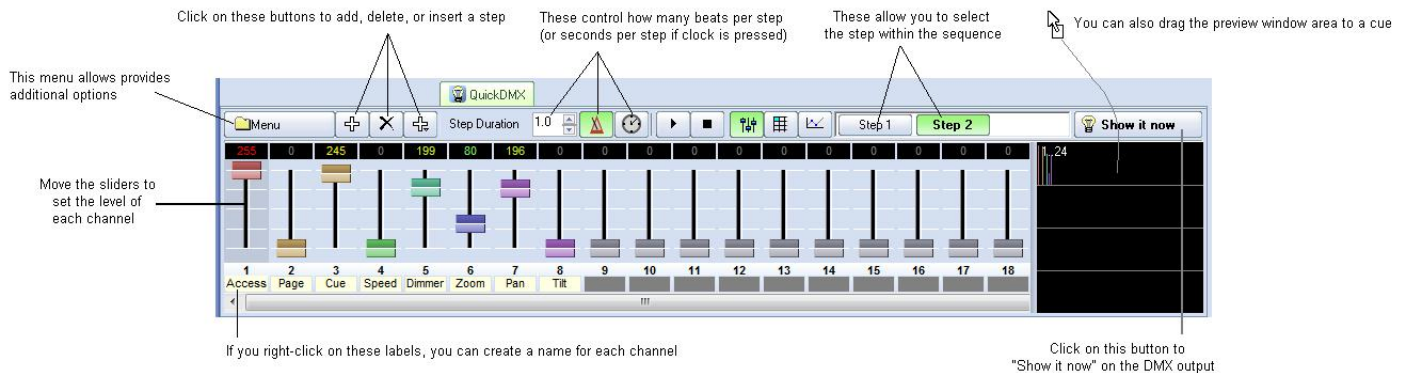 Click on these buttons to add, delete, or insert a step
These control how many beats per step
(or seconds per step if clock is pressed)
These allow you to select
the step within the sequence
You can also drag the preview window area to a cue
This menu allows provides
additional options
QuickDMX
Menu
Step Duration
1.0
Step 1
Step 2
Show it now
255 0 245 0 199 80 196 0 0 0 0 0 0 0 0 0 0 0
1..24
Move the sliders to
set the level of
each channel
1 2 3 4 5 6 7 8 9 10 11 12 13 14 15 16 17 18
Access Page Cue Speed Dimmer Zoom Pan Tilt
If you right-click on these labels, you can create a name for each channel
Click on this button to
"Show it now" on the DMX output